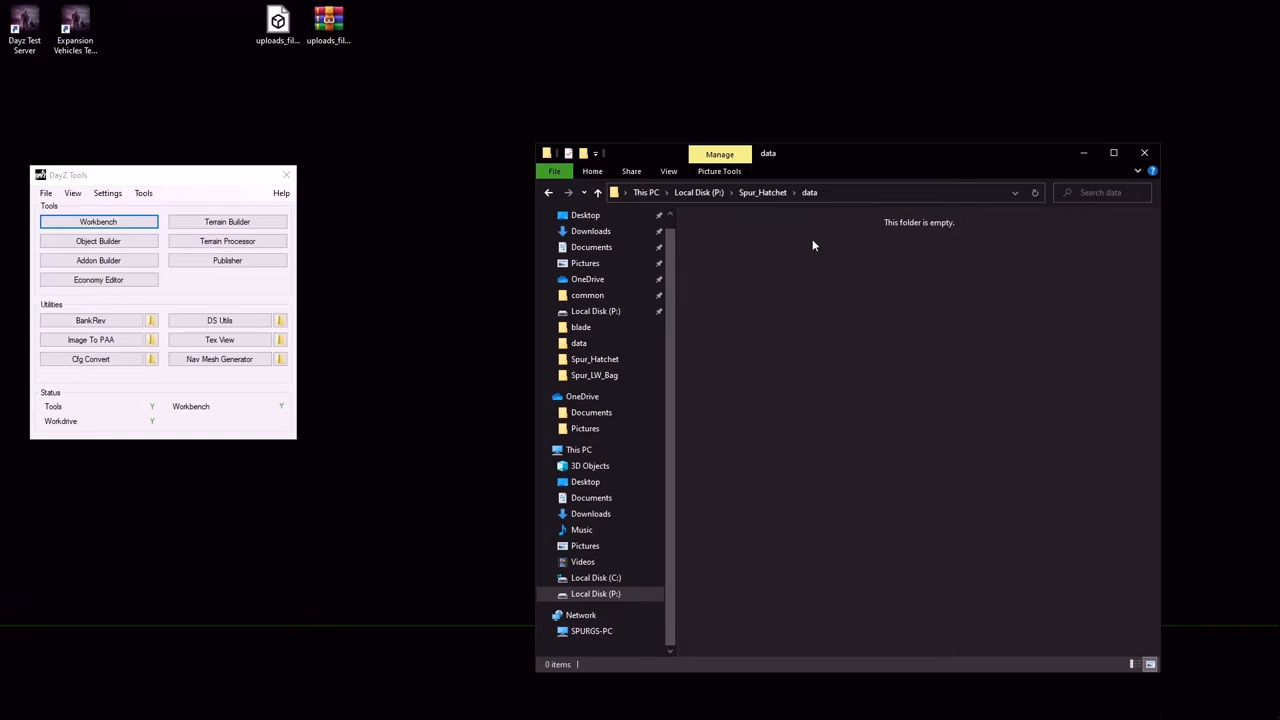 Dayz Test
Server
Expansion
Vehicles Te...
uploads_fil...
uploads_fil...
DayZ Tools
File View Settings Tools Help
Tools
Workbench Terrain Builder
Object Builder Terrain Processor
Addon Builder Publisher
Economy Editor
Utilities
BankRev DS Utils
Image To PAA Tex View
Cfg Convert Nav Mesh Generator
Status
Tools Y Workbench Y
Workdrive Y
Manage data
File Home Share View Picture Tools
This PC Local Disk (P:) Spur_Hatchet data Search data
Desktop
Downloads
Documents
Pictures
OneDrive
common
Local Disk (P:)
blade
data
Spur_Hatchet
Spur_LW_Bag
OneDrive
Documents
Pictures
This PC
3D Objects
Desktop
Documents
Downloads
Music
Pictures
Videos
Local Disk (C:)
Local Disk (P:)
Network
SPURGS-PC
This folder is empty.
0 items